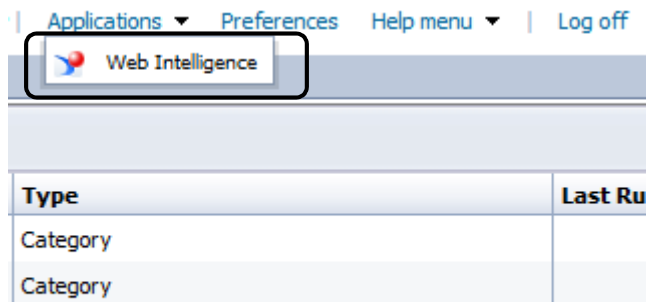 Applications ▼ Preferences Help menu ▼ | Log off
Web Intelligence
Type Last Ru
Category
Category